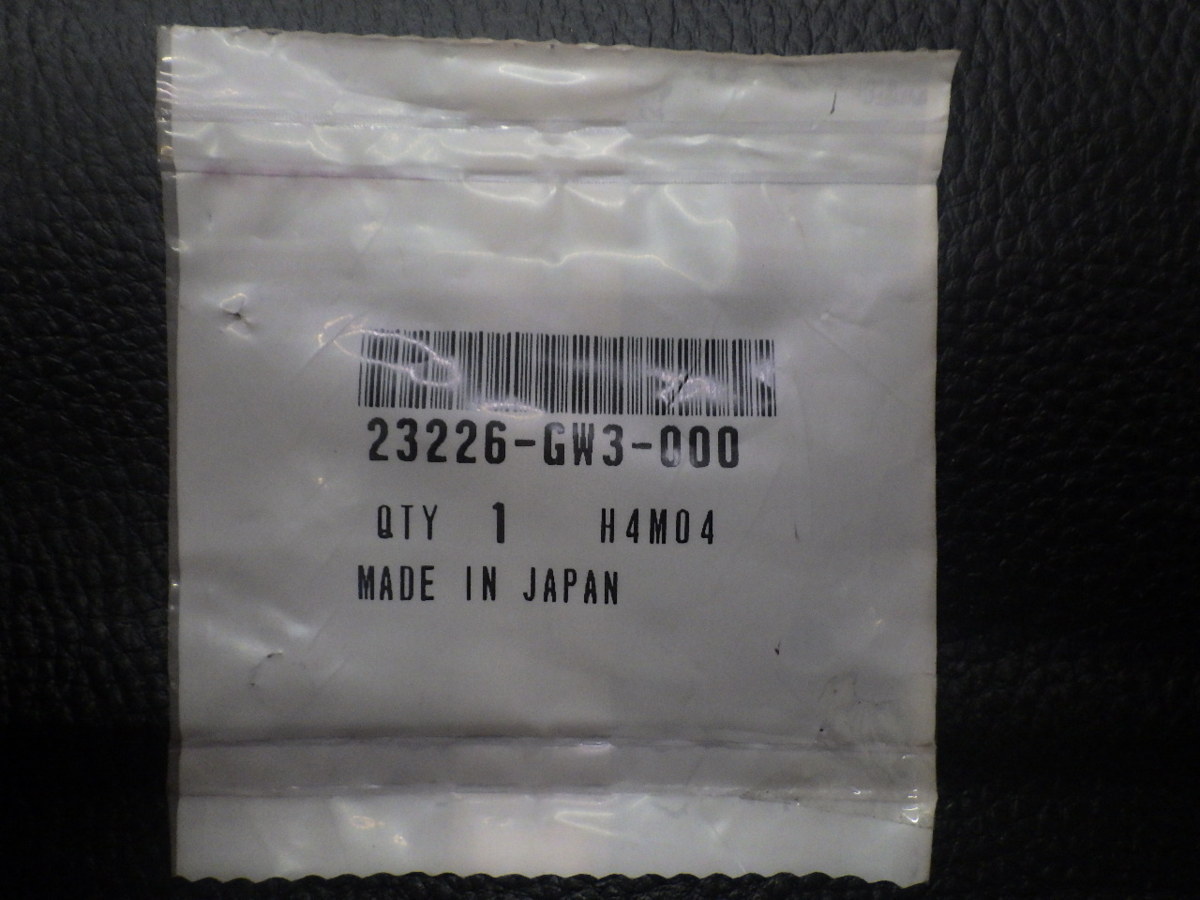 23226-GW3-000
QTY 1 H4M04
MADE IN JAPAN